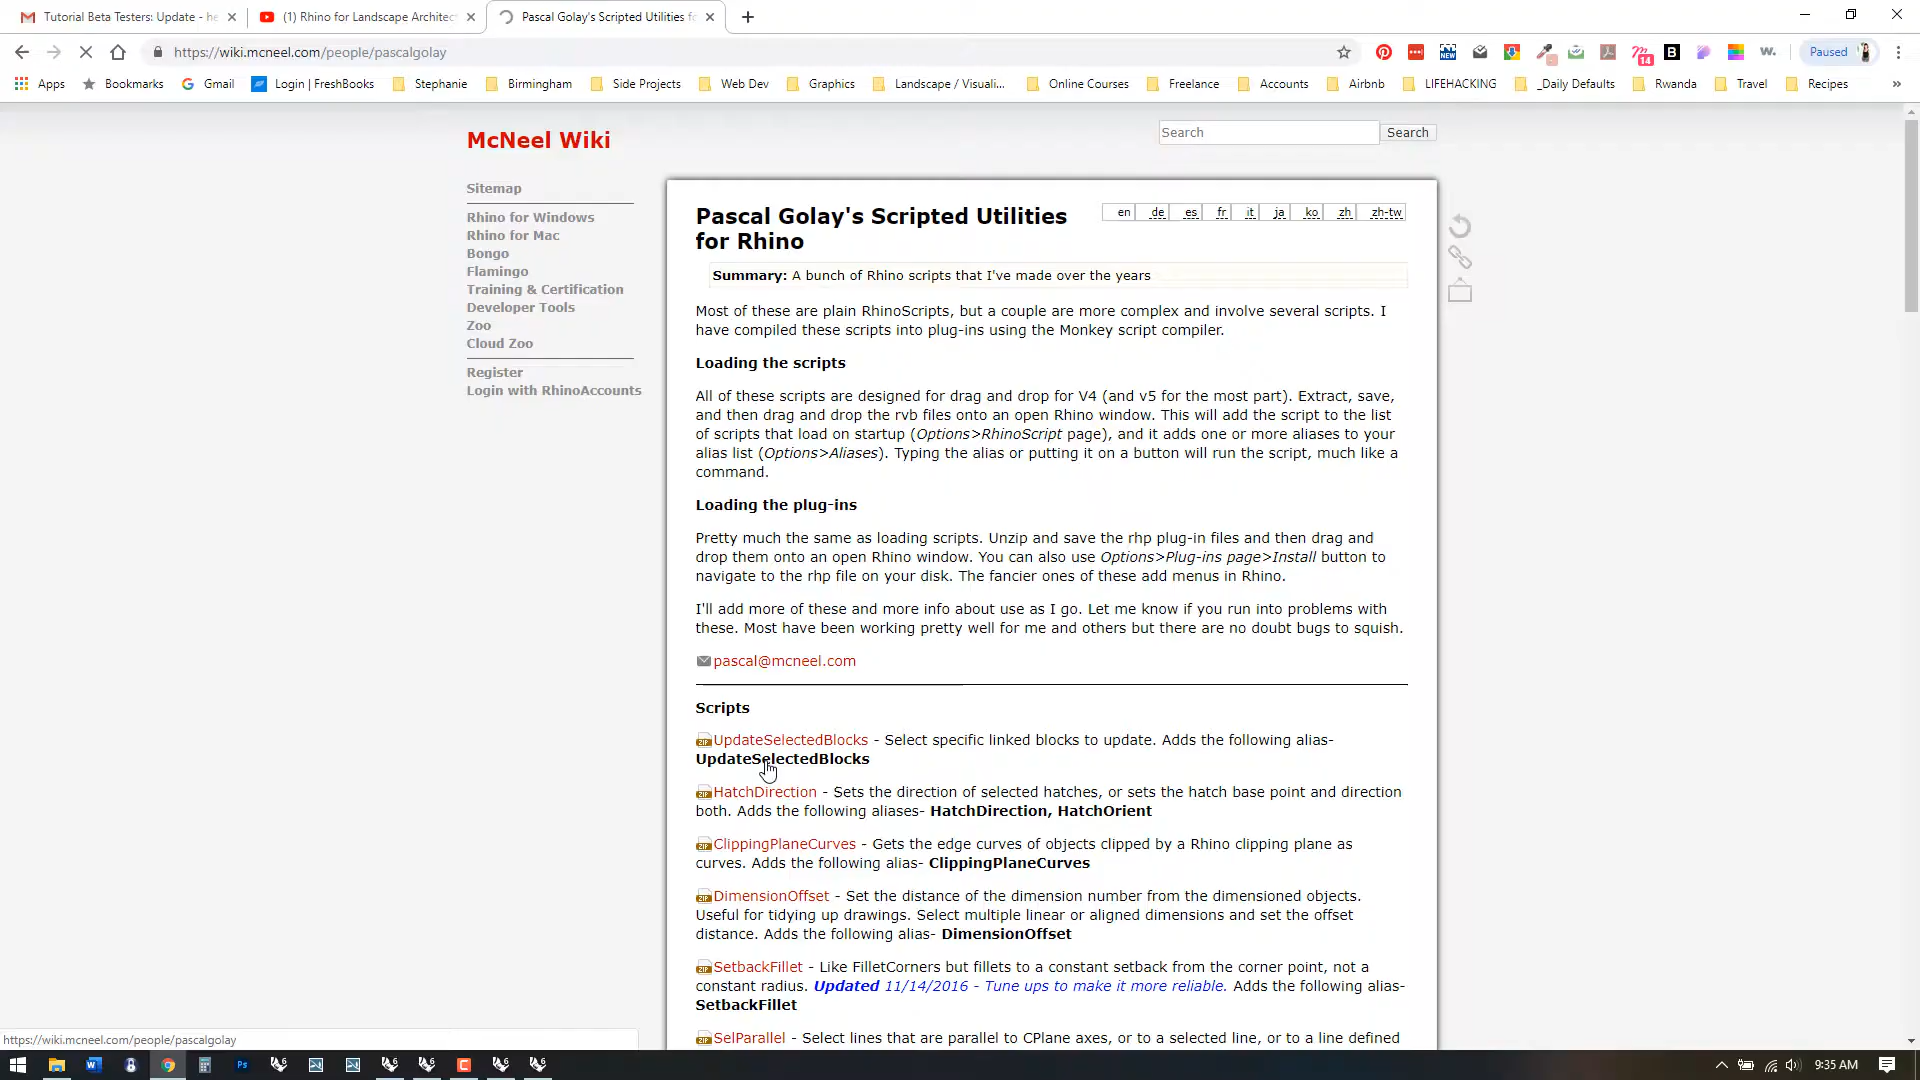 Tutorial Beta Testers: Update - he
(1) Rhino for Landscape Architect
Pascal Golay's Scripted Utilities fo
https://wiki.mcneel.com/people/pascalgolay
NEW
14
B
w.
Paused
Apps
Bookmarks
Gmail
Login | FreshBooks
Stephanie
Birmingham
Side Projects
Web Dev
Graphics
Landscape / Visuali...
Online Courses
Freelance
Accounts
Airbnb
LIFEHACKING
_Daily Defaults
Rwanda
Travel
Recipes
»
McNeel Wiki
Search
Search
Sitemap
Rhino for Windows
Rhino for Mac
Bongo
Flamingo
Training & Certification
Developer Tools
Zoo
Cloud Zoo
Register
Login with RhinoAccounts
Pascal Golay's Scripted Utilities
for Rhino
en de es fr it ja ko zh zh-tw
Summary: A bunch of Rhino scripts that I've made over the years
Most of these are plain RhinoScripts, but a couple are more complex and involve several scripts. I
have compiled these scripts into plug-ins using the Monkey script compiler.
Loading the scripts
All of these scripts are designed for drag and drop for V4 (and v5 for the most part). Extract, save,
and then drag and drop the rvb files onto an open Rhino window. This will add the script to the list
of scripts that load on startup (Options>RhinoScript page), and it adds one or more aliases to your
alias list (Options>Aliases). Typing the alias or putting it on a button will run the script, much like a
command.
Loading the plug-ins
Pretty much the same as loading scripts. Unzip and save the rhp plug-in files and then drag and
drop them onto an open Rhino window. You can also use Options>Plug-ins page>Install button to
navigate to the rhp file on your disk. The fancier ones of these add menus in Rhino.
I'll add more of these and more info about use as I go. Let me know if you run into problems with
these. Most have been working pretty well for me and others but there are no doubt bugs to squish.
pascal@mcneel.com
Scripts
UpdateSelectedBlocks - Select specific linked blocks to update. Adds the following alias-
UpdateSelectedBlocks
HatchDirection - Sets the direction of selected hatches, or sets the hatch base point and direction
both. Adds the following aliases- HatchDirection, HatchOrient
ClippingPlaneCurves - Gets the edge curves of objects clipped by a Rhino clipping plane as
curves. Adds the following alias- ClippingPlaneCurves
DimensionOffset - Set the distance of the dimension number from the dimensioned objects.
Useful for tidying up drawings. Select multiple linear or aligned dimensions and set the offset
distance. Adds the following alias- DimensionOffset
SetbackFillet - Like FilletCorners but fillets to a constant setback from the corner point, not a
constant radius. Updated 11/14/2016 - Tune ups to make it more reliable. Adds the following alias-
SetbackFillet
SelParallel - Select lines that are parallel to CPlane axes, or to a selected line, or to a line defined
https://wiki.mcneel.com/people/pascalgolay
9:35 AM